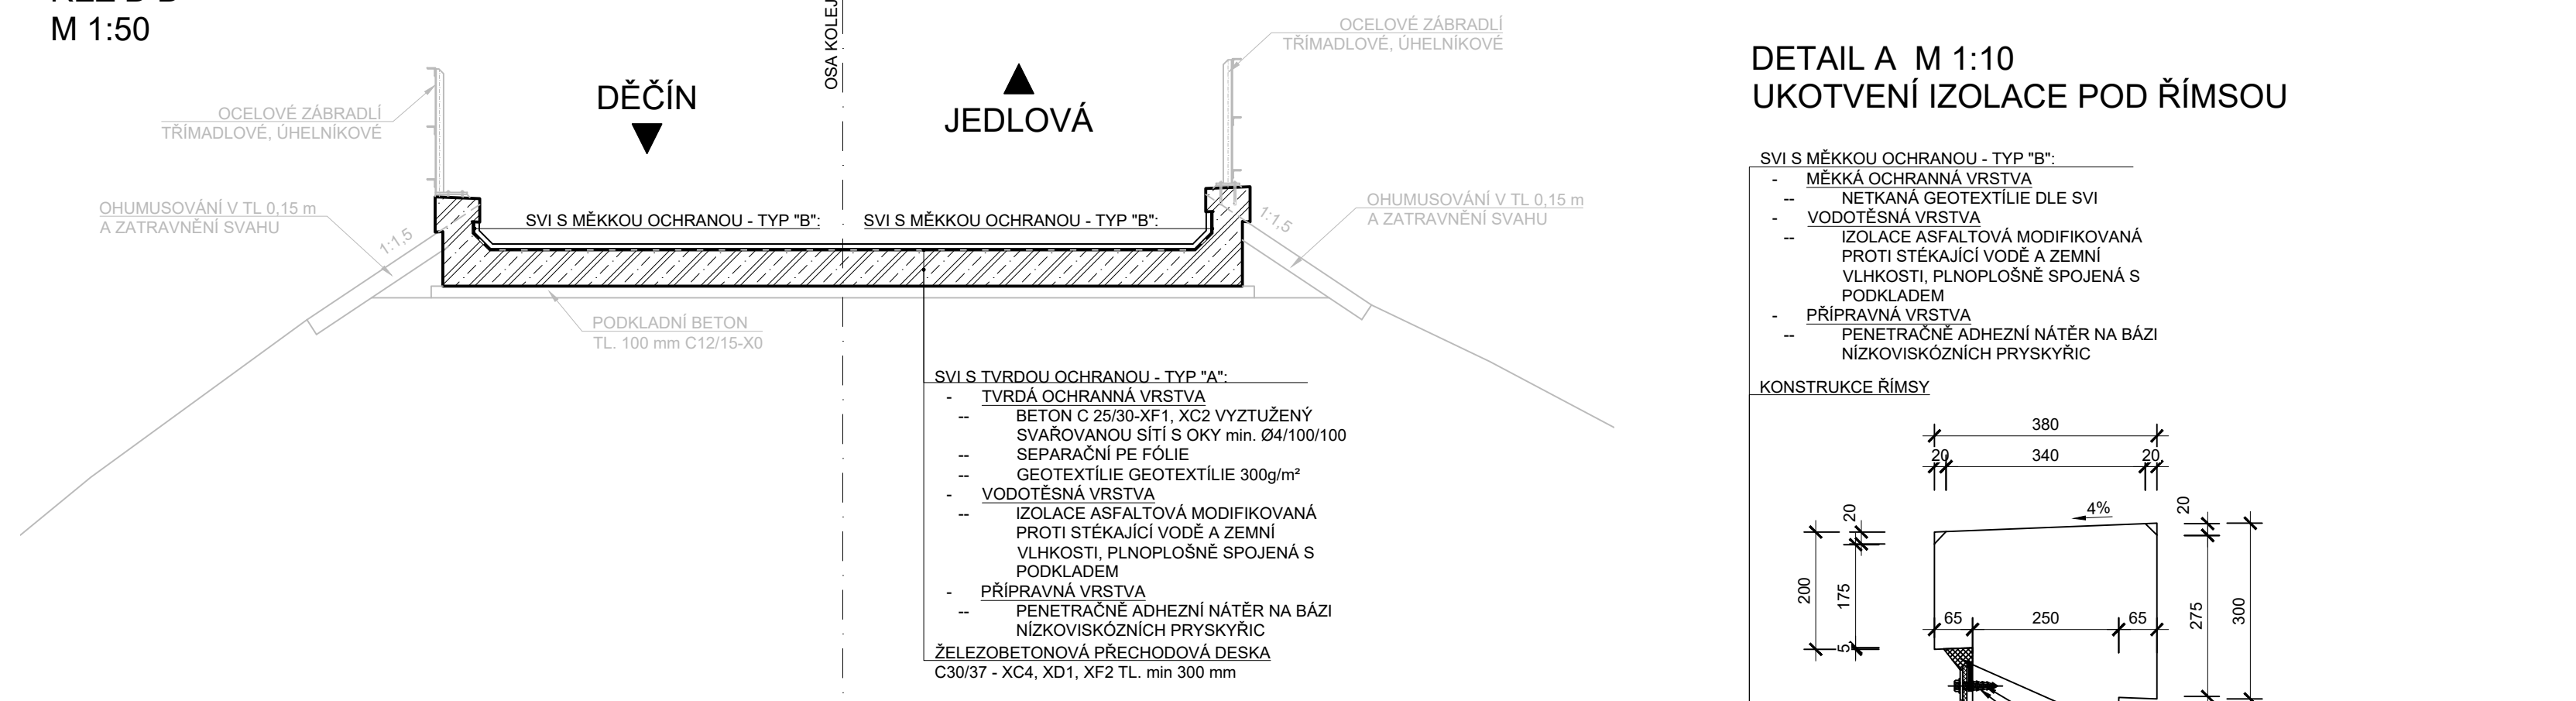 M 1:50
OSA KOLEJ
OCELOVÉ ZÁBRADLÍ
TŘÍMADLOVÉ, ÚHELNÍKOVÉ
DĚČÍN
JEDLOVÁ
OCELOVÉ ZÁBRADLÍ
TŘÍMADLOVÉ, ÚHELNÍKOVÉ
OHUMUSOVÁNÍ V TL 0,15 m
A ZATRAVNĚNÍ SVAHU
1:1,5
SVI S MĚKKOU OCHRANOU - TYP "B":
SVI S MĚKKOU OCHRANOU - TYP "B":
1:1,5
OHUMUSOVÁNÍ V TL 0,15 m
A ZATRAVNĚNÍ SVAHU
PODKLADNÍ BETON
TL. 100 mm C12/15-X0
SVI S TVRDOU OCHRANOU - TYP "A":
- TVRDÁ OCHRANNÁ VRSTVA
-- BETON C 25/30-XF1, XC2 VYZTUŽENÝ
SVAŘOVANOU SÍTÍ S OKY min. Ø4/100/100
-- SEPARAČNÍ PE FÓLIE
-- GEOTEXTÍLIE GEOTEXTÍLIE 300g/m²
- VODOTĚSNÁ VRSTVA
-- IZOLACE ASFALTOVÁ MODIFIKOVANÁ
PROTI STÉKAJÍCÍ VODĚ A ZEMNÍ
VLHKOSTI, PLNOPLOŠNĚ SPOJENÁ S
PODKLADEM
- PŘÍPRAVNÁ VRSTVA
-- PENETRAČNĚ ADHEZNÍ NÁTĚR NA BÁZI
NÍZKOVISKÓZNÍCH PRYSKYŘIC
ŽELEZOBETONOVÁ PŘECHODOVÁ DESKA
C30/37 - XC4, XD1, XF2 TL. min 300 mm
DETAIL A M 1:10
UKOTVENÍ IZOLACE POD ŘÍMSOU
SVI S MĚKKOU OCHRANOU - TYP "B":
- MĚKKÁ OCHRANNÁ VRSTVA
-- NETKANÁ GEOTEXTÍLIE DLE SVI
- VODOTĚSNÁ VRSTVA
-- IZOLACE ASFALTOVÁ MODIFIKOVANÁ
PROTI STÉKAJÍCÍ VODĚ A ZEMNÍ
VLHKOSTI, PLNOPLOŠNĚ SPOJENÁ S
PODKLADEM
- PŘÍPRAVNÁ VRSTVA
-- PENETRAČNĚ ADHEZNÍ NÁTĚR NA BÁZI
NÍZKOVISKÓZNÍCH PRYSKYŘIC
KONSTRUKCE ŘÍMSY
380
20 340 20
4%
20
20
200
175
5
65 250 65
275
300